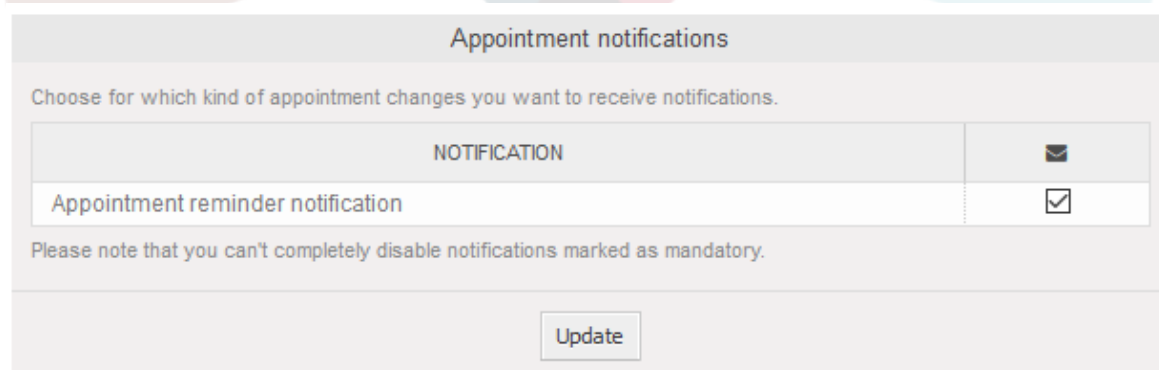 Appointment notifications
Choose for which kind of appointment changes you want to receive notifications.
NOTIFICATION
Appointment reminder notification
Please note that you can't completely disable notifications marked as mandatory.
Update